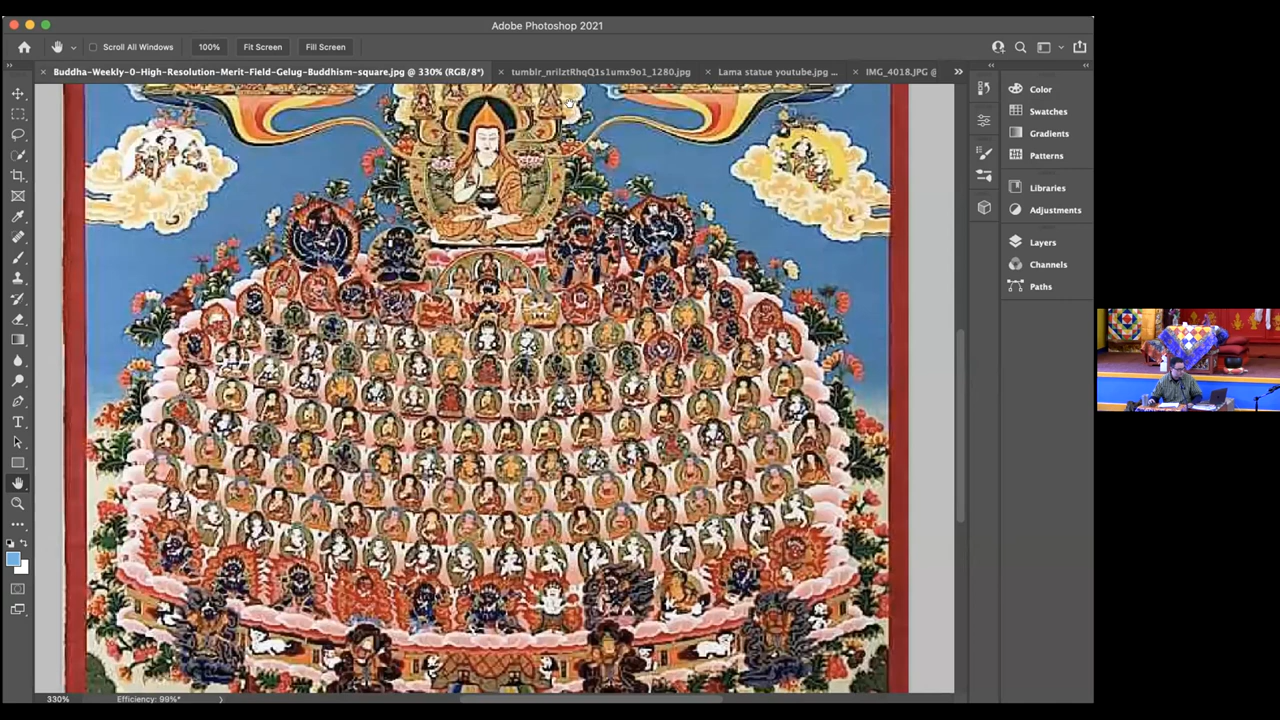 Adobe Photoshop 2021
Scroll All Windows 100% Fit Screen Fill Screen
Buddha-Weekly-0-High-Resolution-Merit-Field-Gelug-Buddhism-square.jpg @ 330% (RGB/8*) tumblr_nrilztRhqQ1s1umx9o1_1280.jpg Lama statue youtube.jpg ... IMG_4018.JPG @
Color
Swatches
Gradients
Patterns
Libraries
Adjustments
Layers
Channels
Paths
330% Efficiency: 99%*